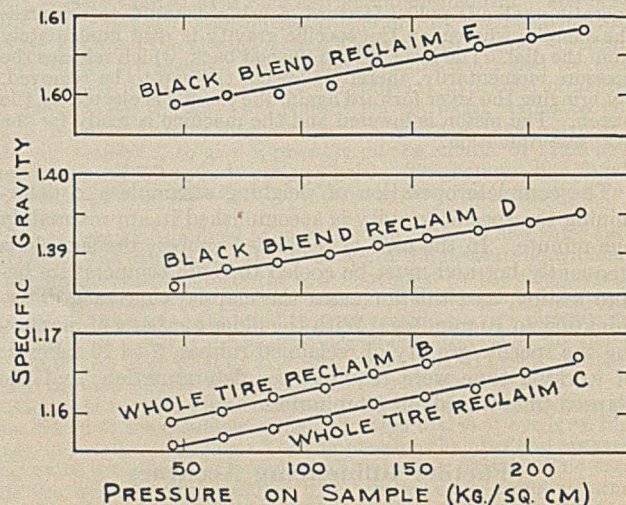 1.61
BLACK BLEND RECLAIM E
1.60
1.40
BLACK BLEND RECLAIM D
1.39
1.17
WHOLE TIRE RECLAIM B
1.16
WHOLE TIRE RECLAIM C
SPECIFIC GRAVITY
50 100 150 200
PRESSURE ON SAMPLE (KG./SQ. CM)